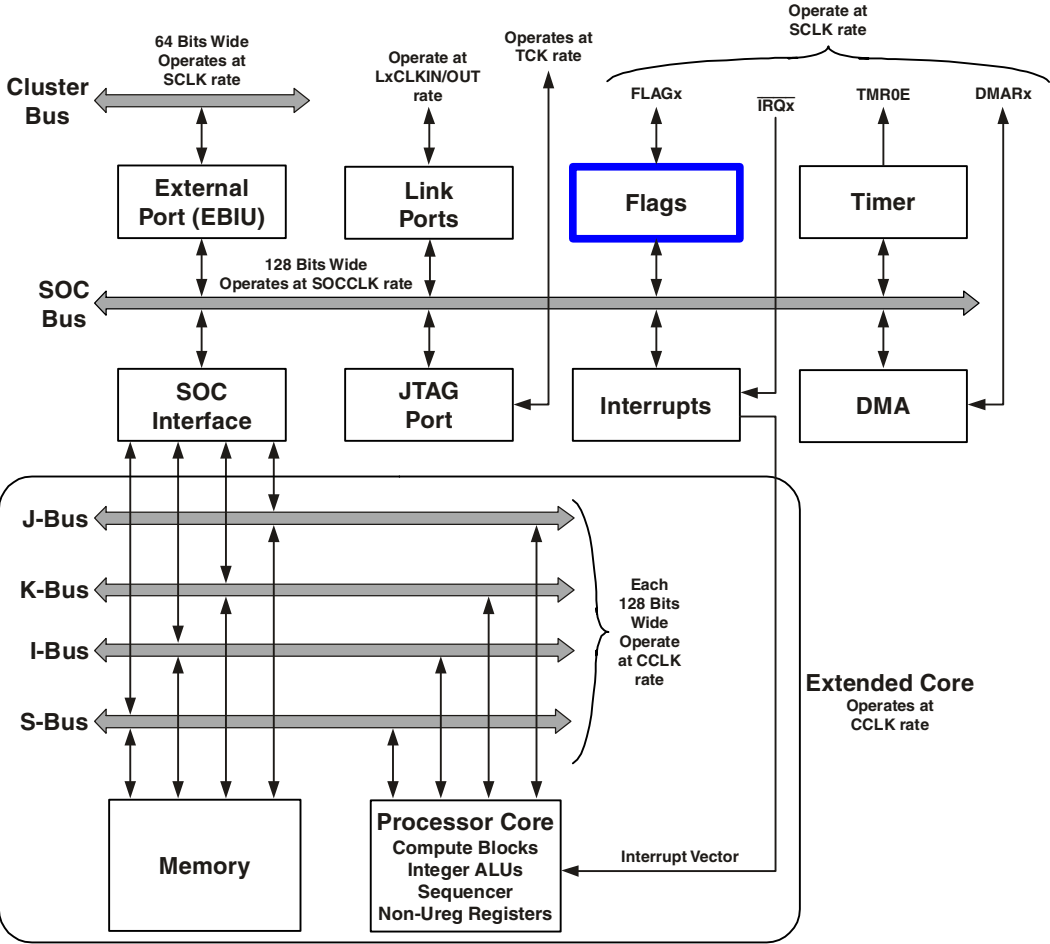 64 Bits Wide
Operates at
SCLK rate
Operate at
LxCLKIN/OUT
rate
Operates at
TCK rate
Operate at
SCLK rate
Cluster
Bus
FLAGx
IRQx
TMR0E
DMARx
External
Port (EBIU)
Link
Ports
Flags
Timer
128 Bits Wide
Operates at SOCCLK rate
SOC
Bus
SOC
Interface
JTAG
Port
Interrupts
DMA
J-Bus
K-Bus
I-Bus
S-Bus
Each
128 Bits
Wide
Operate
at CCLK
rate
Extended Core
Operates at
CCLK rate
Memory
Processor Core
Compute Blocks
Integer ALUs
Sequencer
Non-Ureg Registers
Interrupt Vector